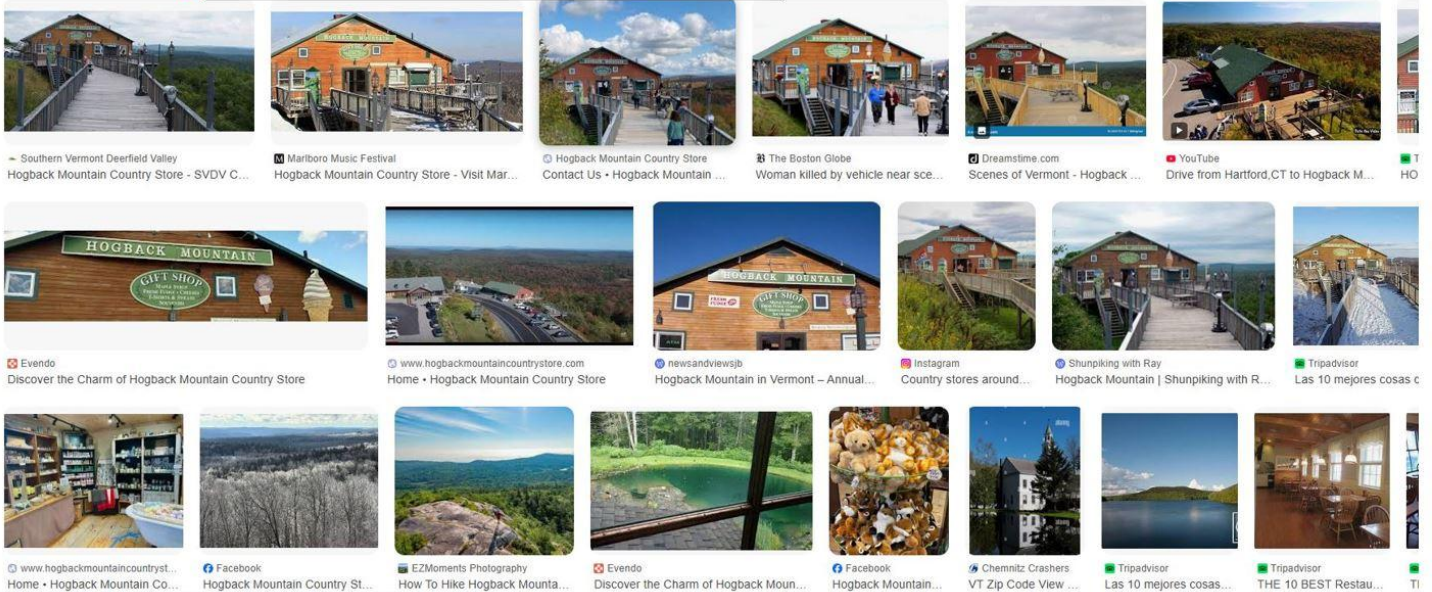 Southern Vermont Deerfield Valley
Hogback Mountain Country Store - SVDV C...
Marlboro Music Festival
Hogback Mountain Country Store - Visit Mar...
Hogback Mountain Country Store
Contact Us • Hogback Mountain ...
The Boston Globe
Woman killed by vehicle near sce...
Dreamstime.com
Scenes of Vermont - Hogback ...
YouTube
Drive from Hartford,CT to Hogback M...
HO
HOGBACK MOUNTAIN
GIFT SHOP
HOGBACK MOUNTAIN
FRESH FUDGE
GIFT SHOP
Evendo
Discover the Charm of Hogback Mountain Country Store
www.hogbackmountaincountrystore.com
Home • Hogback Mountain Country Store
newsandviewsjb
Hogback Mountain in Vermont – Annual...
Instagram
Country stores around...
Shunpiking with Ray
Hogback Mountain | Shunpiking with R...
Tripadvisor
Las 10 mejores cosas c
www.hogbackmountaincountryst...
Home • Hogback Mountain Co...
Facebook
Hogback Mountain Country St...
EZMoments Photography
How To Hike Hogback Mounta...
Evendo
Discover the Charm of Hogback Moun...
Facebook
Hogback Mountain...
Chemnitz Crashers
VT Zip Code View ...
Tripadvisor
Las 10 mejores cosas...
Tripadvisor
THE 10 BEST Restau...